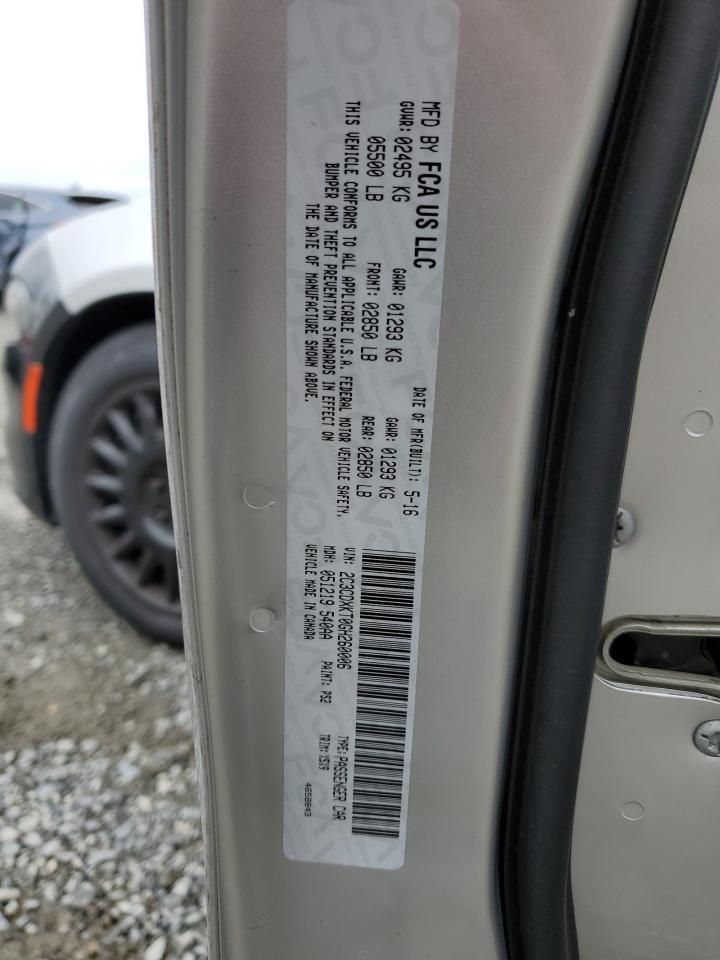 MFD BY FCA US LLC
DATE OF MFR(BUILT): 5-16
GVWR: 02495 KG GAWR: 01293 KG GAWR: 01293 KG
05500 LB FRONT: 02850 LB REAR: 02850 LB
THIS VEHICLE CONFORMS TO ALL APPLICABLE U.S.A. FEDERAL MOTOR VEHICLE SAFETY,
BUMPER AND THEFT PREVENTION STANDARDS IN EFFECT ON
THE DATE OF MANUFACTURE SHOWN ABOVE.
VIN: 2C3CDXKT0GH260006 TYPE: PASSENGER CAR
MDH: 051219 540AA PAINT: PS2 TRIM: X5X9
VEHICLE MADE IN CANADA
4658843